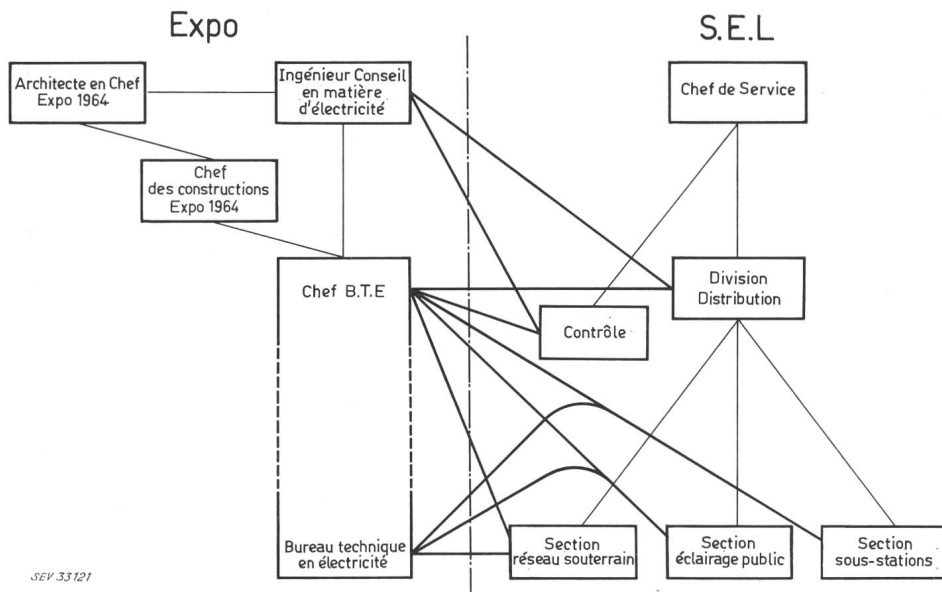 Expo
S.E.L
Architecte en Chef
Expo 1964
Ingénieur Conseil
en matière
d'électricité
Chef de Service
Chef
des constructions
Expo 1964
Chef B.T.E
Division
Distribution
Contrôle
Bureau technique
en électricité
Section
réseau souterrain
Section
éclairage public
Section
sous-stations
SEV 33121